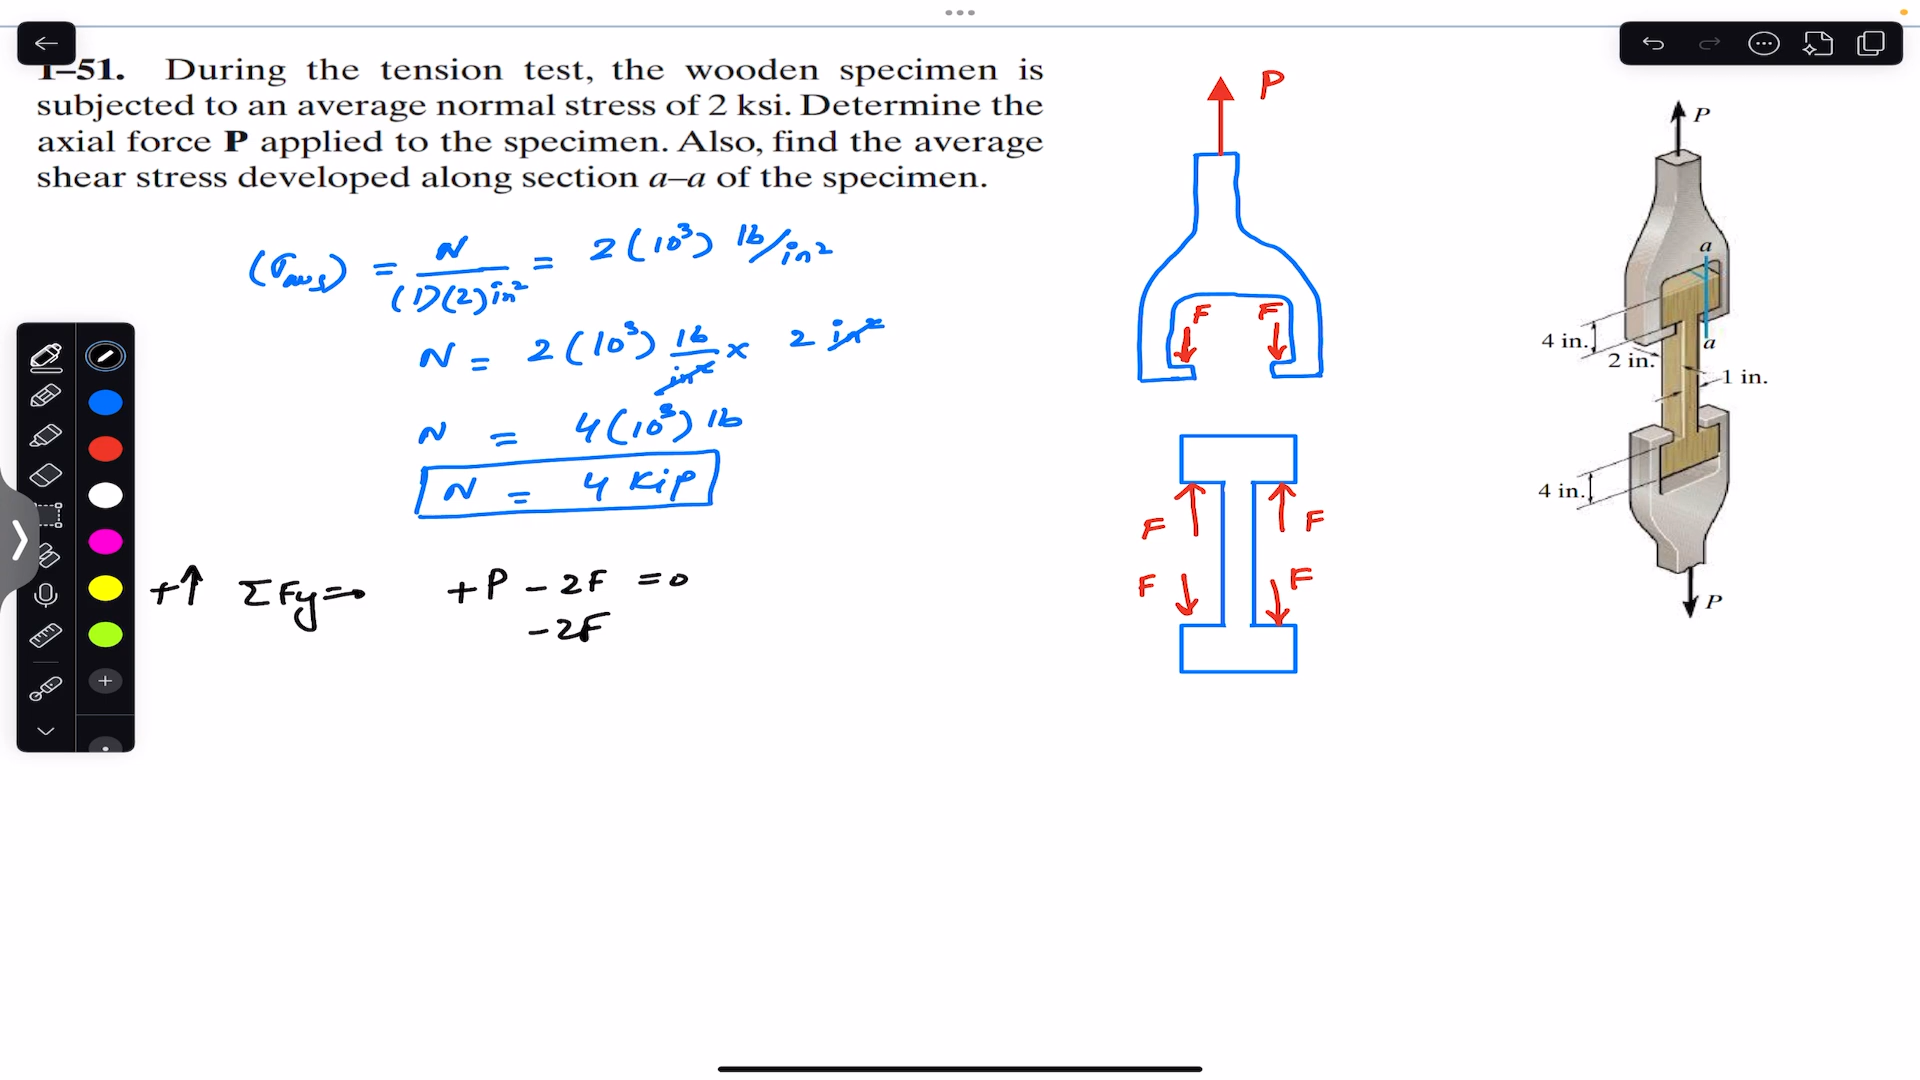 1–51. During the tension test, the wooden specimen is
subjected to an average normal stress of 2 ksi. Determine the
axial force P applied to the specimen. Also, find the average
shear stress developed along section a–a of the specimen.
(σavg) = N / (1)(2) in² = 2(10³) lb/in²
N = 2(10³) lb/in² x 2 in²
N = 4(10³) lb
N = 4 kip
+↑ ΣFy=0 +P - 2F = 0
- 2F
P
F F
F F
F F
P
a
4 in.
a
2 in.
1 in.
4 in.
P